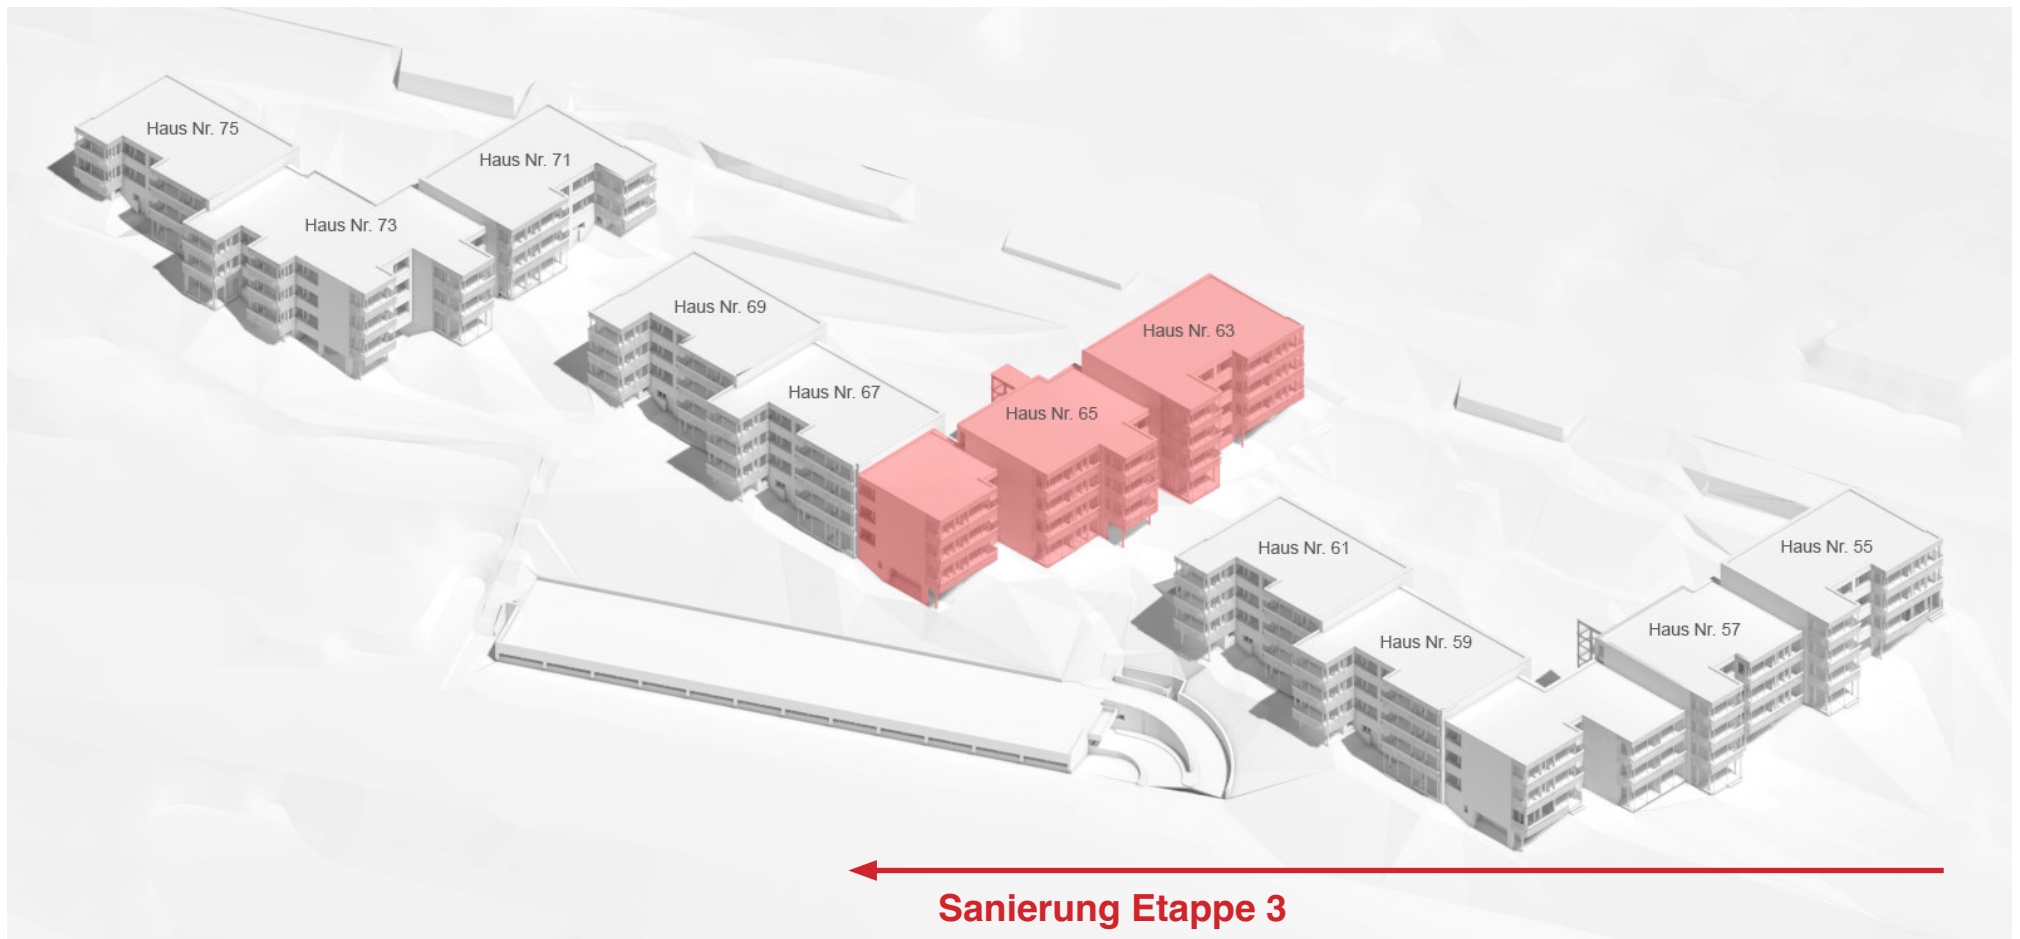 Haus Nr. 75
Haus Nr. 71
Haus Nr. 73
Haus Nr. 69
Haus Nr. 63
Haus Nr. 67
Haus Nr. 65
Haus Nr. 61
Haus Nr. 55
Haus Nr. 59
Haus Nr. 57
Sanierung Etappe 3